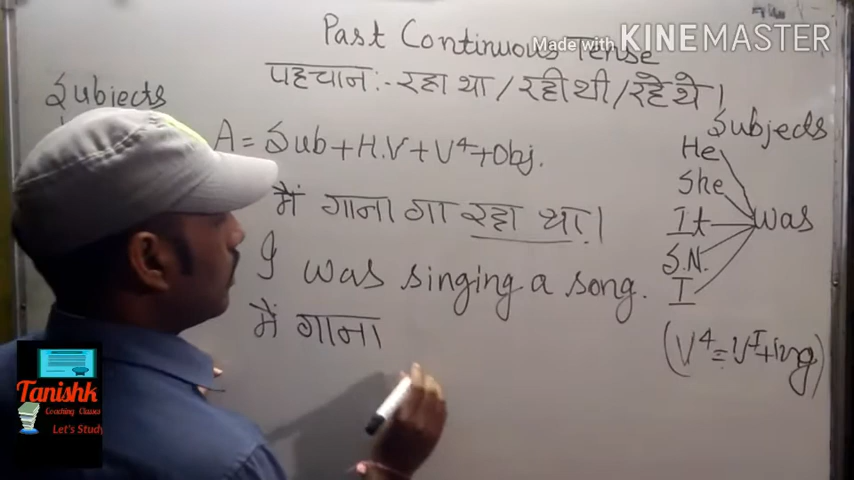 Past Continuous Tense
Made with KINEMASTER
पहचान:- रहा था / रही थी / रहे थे।
Subjects
A = Sub + H.V + V⁴ + Obj.
मैं गाना गा रहा था।
I was singing a song.
मैं गाना
Subjects
He
She
It
was
S.N.
I
(V⁴ = V^I + ing)
Tanishk
Coaching Classes
Let's Study